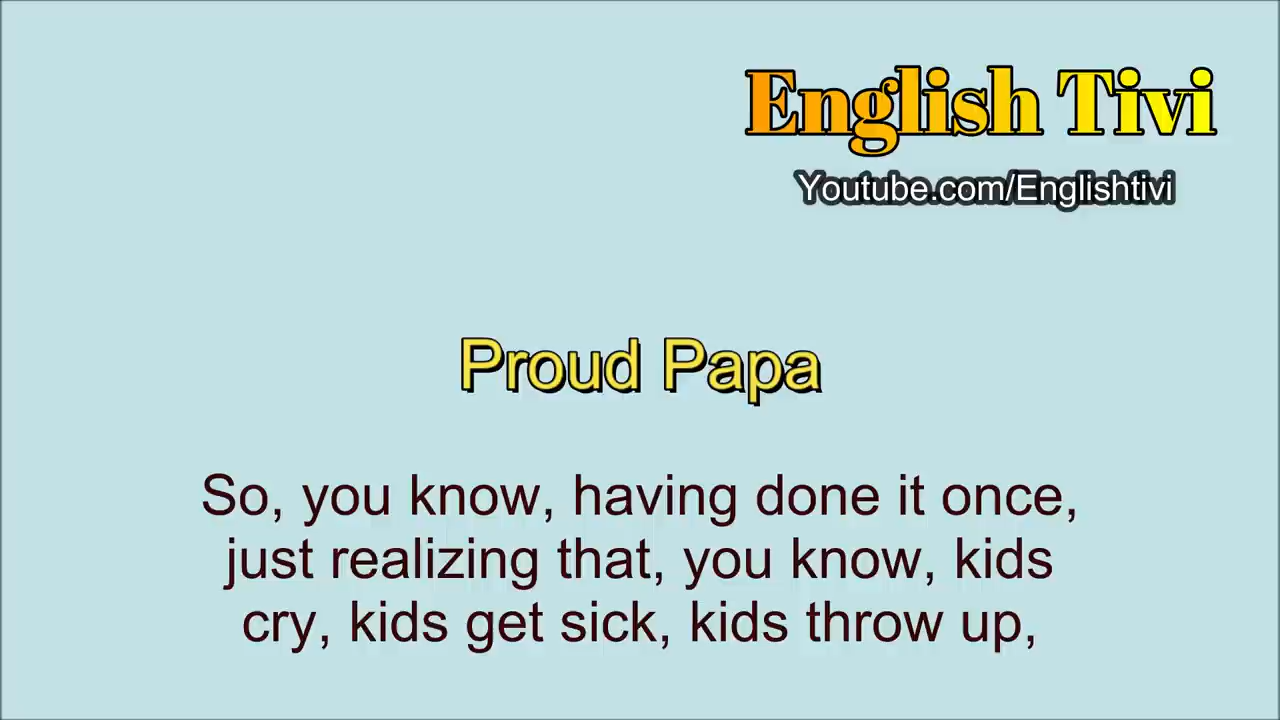 English Tivi
Youtube.com/Englishtivi
Proud Papa
So, you know, having done it once,
just realizing that, you know, kids
cry, kids get sick, kids throw up,